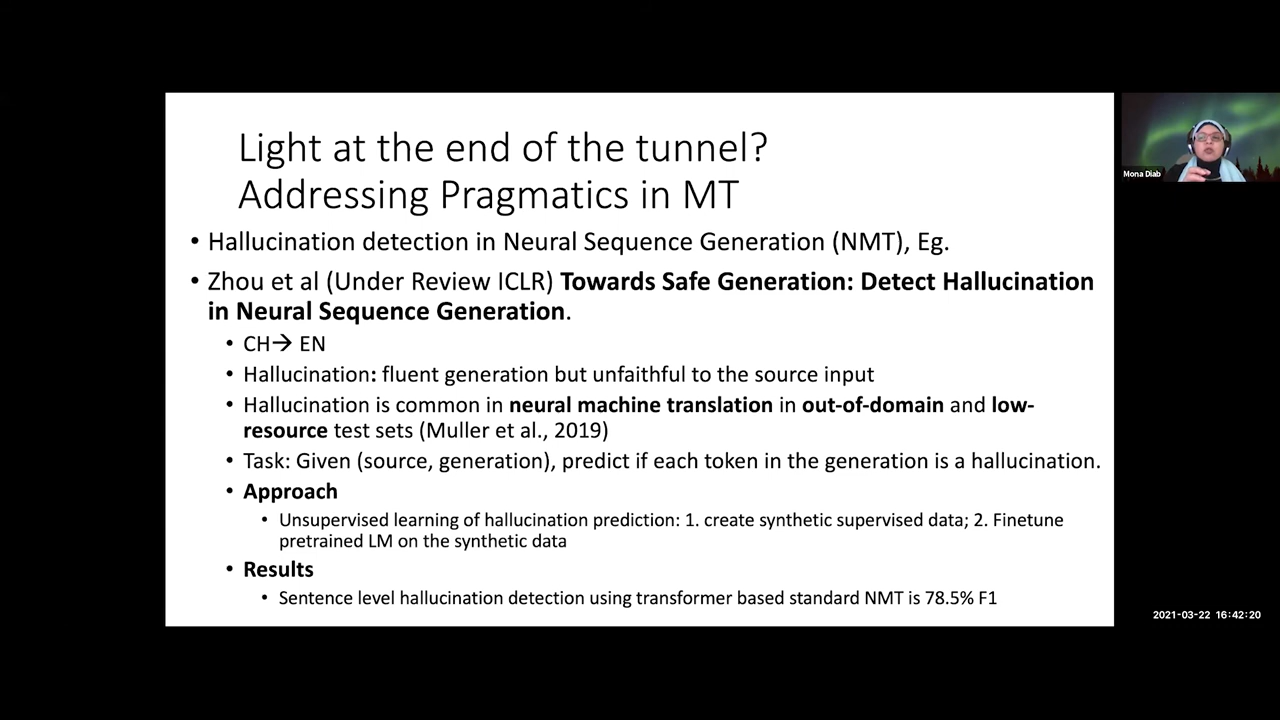 Light at the end of the tunnel?
Addressing Pragmatics in MT
• Hallucination detection in Neural Sequence Generation (NMT), Eg.
• Zhou et al (Under Review ICLR) Towards Safe Generation: Detect Hallucination
in Neural Sequence Generation.
• CH→ EN
• Hallucination: fluent generation but unfaithful to the source input
• Hallucination is common in neural machine translation in out-of-domain and low-
resource test sets (Muller et al., 2019)
• Task: Given (source, generation), predict if each token in the generation is a hallucination.
• Approach
• Unsupervised learning of hallucination prediction: 1. create synthetic supervised data; 2. Finetune
pretrained LM on the synthetic data
• Results
• Sentence level hallucination detection using transformer based standard NMT is 78.5% F1
Mona Diab
2021-03-22 16:42:20